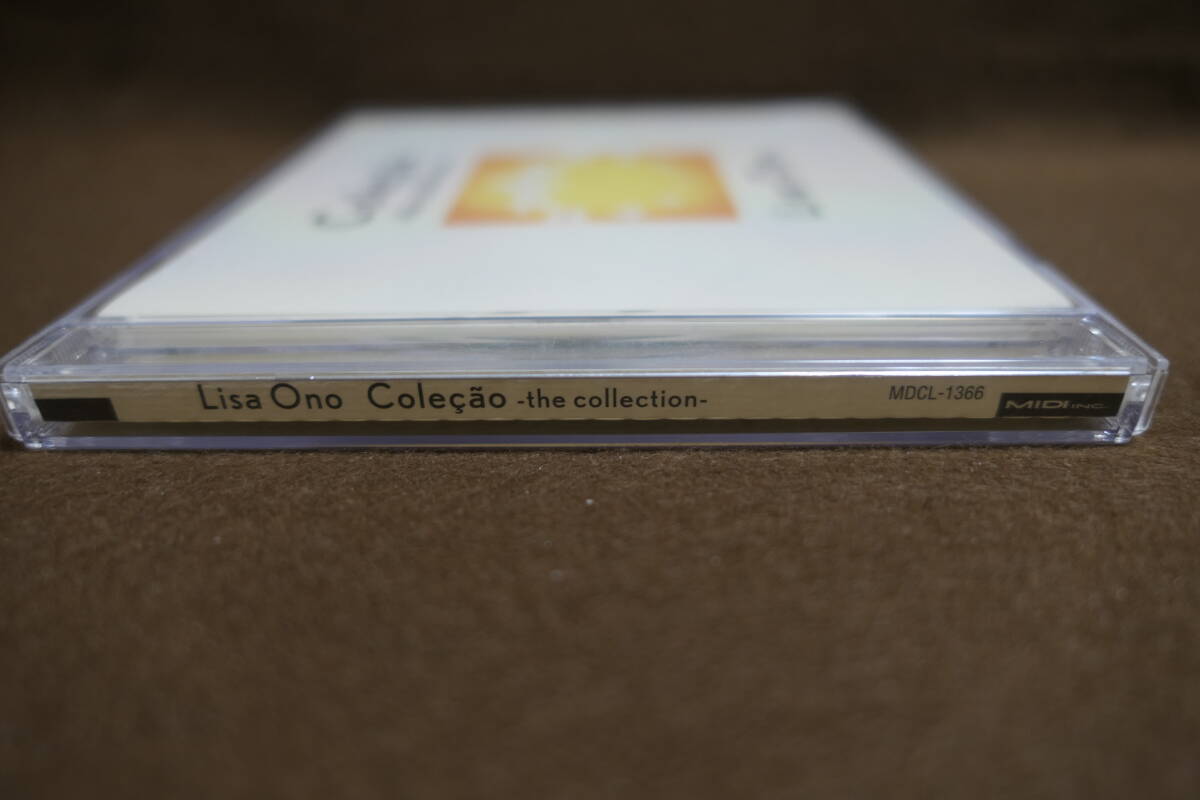 Lisa Ono Coleção -the collection- MDCL-1366 MIDI INC.